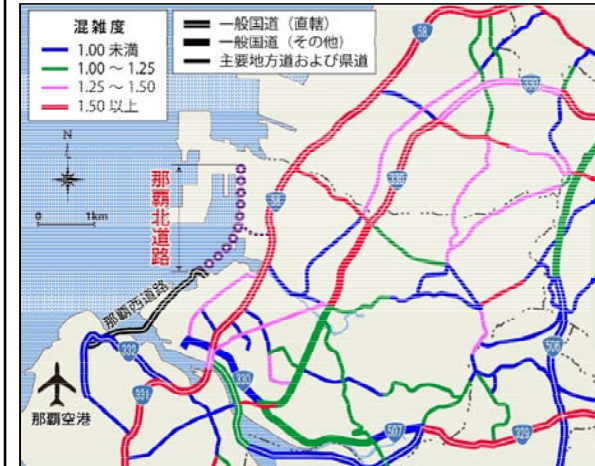 混雑度
1.00 未満
1.00 ～ 1.25
1.25 ～ 1.50
1.50 以上
一般国道（直轄）
一般国道（その他）
主要地方道および県道
N
0 1km
那覇北道路
那覇西道路
那覇空港
58
330
330
58
332
331
330
507
506
329